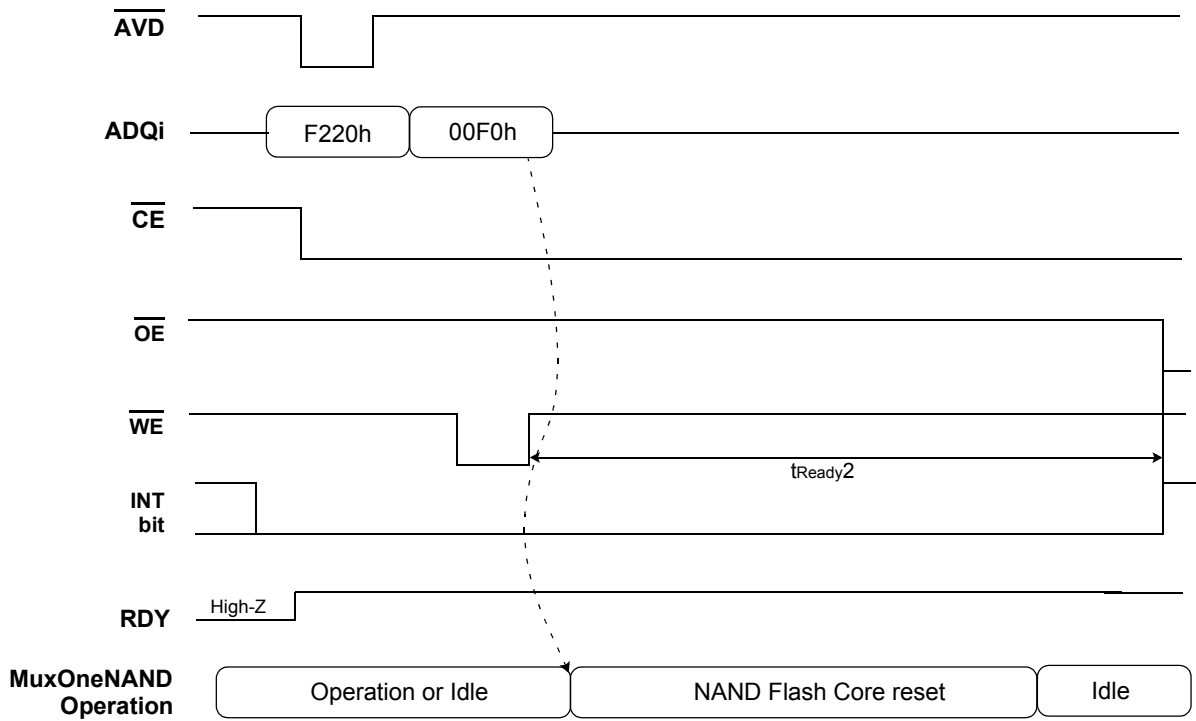 AVD
ADQi
F220h
00F0h
CE
OE
WE
tReady2
INT
bit
High-Z
RDY
MuxOneNAND
Operation
Operation or Idle
NAND Flash Core reset
Idle